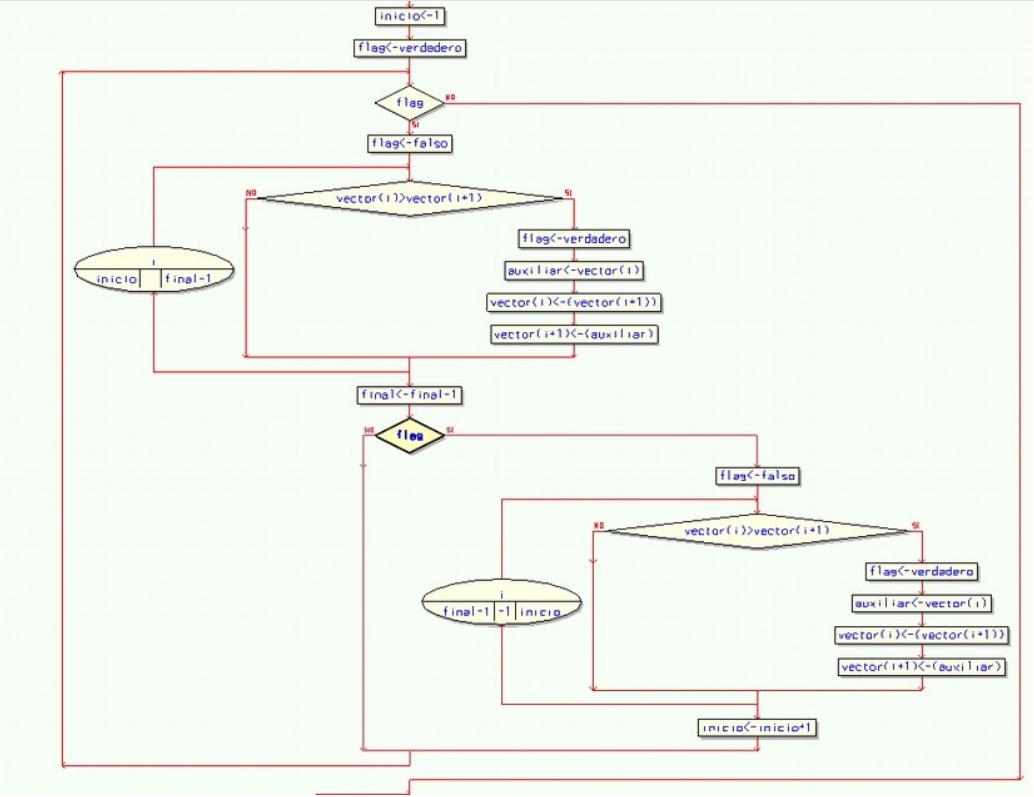 inicio<-1
flag<-verdadero
flag
NO
SI
flag<-falso
NO
SI
vector(i)>vector(i+1)
flag<-verdadero
i
inicio
final-1
auxiliar<-vector(i)
vector(i)<-(vector(i+1))
vector(i+1)<-(auxiliar)
final<-final-1
NO
flag
SI
flag<-falso
NO
SI
vector(i)>vector(i+1)
flag<-verdadero
i
final-1
-1
inicio
auxiliar<-vector(i)
vector(i)<-(vector(i+1))
vector(i+1)<-(auxiliar)
inicio<-inicio+1